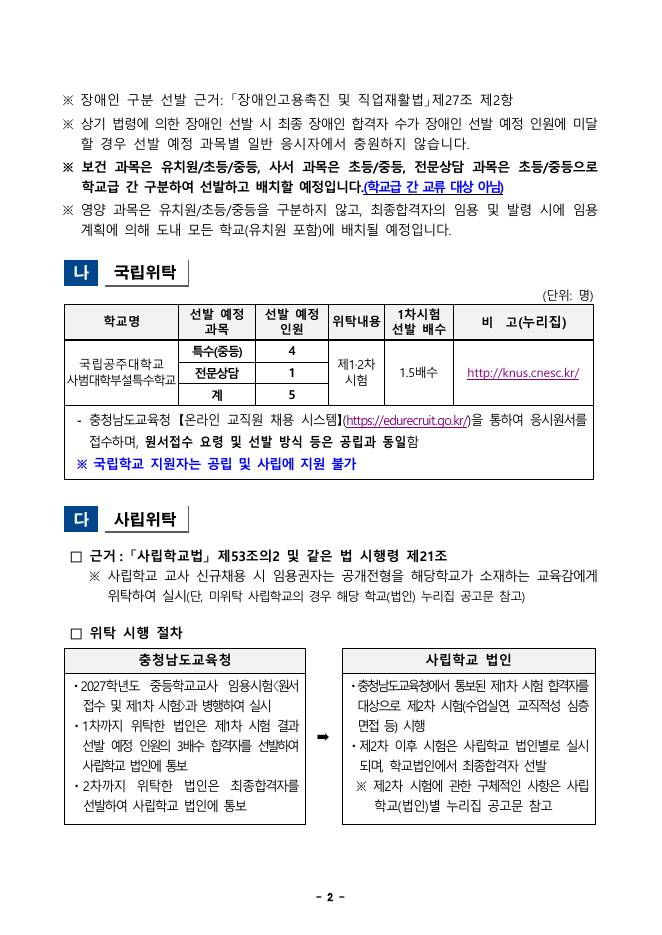 ※ 장애인 구분 선발 근거: 「장애인고용촉진 및 직업재활법」제27조 제2항
※ 상기 법령에 의한 장애인 선발 시 최종 장애인 합격자 수가 장애인 선발 예정 인원에 미달
할 경우 선발 예정 과목별 일반 응시자에서 충원하지 않습니다.
※ 보건 과목은 유치원/초등/중등, 사서 과목은 초등/중등, 전문상담 과목은 초등/중등으로
학교급 간 구분하여 선발하고 배치할 예정입니다.(학교급 간 교류 대상 아님)
※ 영양 과목은 유치원/초등/중등을 구분하지 않고, 최종합격자의 임용 및 발령 시에 임용
계획에 의해 도내 모든 학교(유치원 포함)에 배치될 예정입니다.
나 국립위탁
(단위: 명)
학교명 선발 예정 과목 선발 예정 인원 위탁내용 1차시험 선발 배수 비 고(누리집)
국립공주대학교 사범대학부설특수학교 특수(중등) 4 제1·2차 시험 1.5배수 http://knus.cnesc.kr/
전문상담 1
계 5
- 충청남도교육청 【온라인 교직원 채용 시스템】(https://edurecruit.go.kr/)을 통하여 응시원서를
접수하며, 원서접수 요령 및 선발 방식 등은 공립과 동일함
※ 국립학교 지원자는 공립 및 사립에 지원 불가
다 사립위탁
□ 근거 : 「사립학교법」 제53조의2 및 같은 법 시행령 제21조
※ 사립학교 교사 신규채용 시 임용권자는 공개전형을 해당학교가 소재하는 교육감에게
위탁하여 실시(단, 미위탁 사립학교의 경우 해당 학교(법인) 누리집 공고문 참고)
□ 위탁 시행 절차
충청남도교육청
・2027학년도 중등학교교사 임용시험<원서
접수 및 제1차 시험>과 병행하여 실시
・1차까지 위탁한 법인은 제1차 시험 결과
선발 예정 인원의 3배수 합격자를 선발하여
사립학교 법인에 통보
・2차까지 위탁한 법인은 최종합격자를
선발하여 사립학교 법인에 통보
➡
사립학교 법인
・충청남도교육청에서 통보된 제1차 시험 합격자를
대상으로 제2차 시험(수업실연, 교직적성 심층
면접 등) 시행
・제2차 이후 시험은 사립학교 법인별로 실시
되며, 학교법인에서 최종합격자 선발
※ 제2차 시험에 관한 구체적인 사항은 사립
학교(법인)별 누리집 공고문 참고
- 2 -